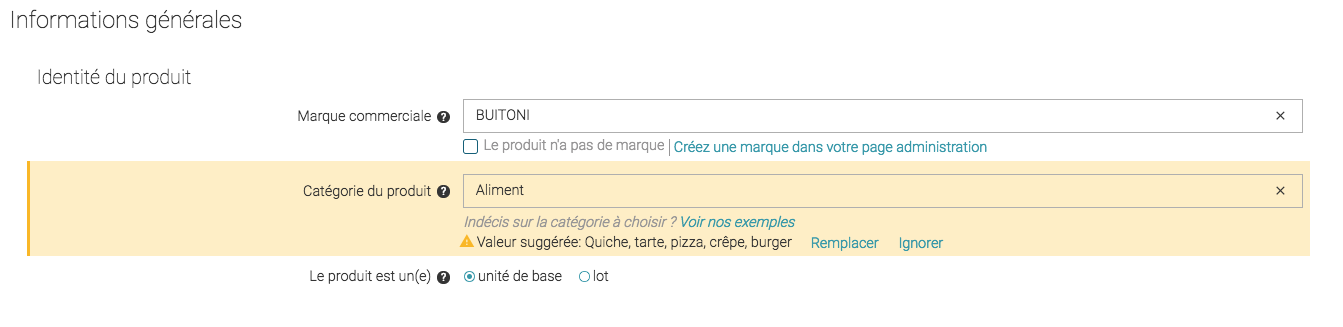 Informations générales
Identité du produit
Marque commerciale ?
BUITONI ×
Le produit n'a pas de marque | Créez une marque dans votre page administration
Catégorie du produit ?
Aliment ×
Indécis sur la catégorie à choisir ? Voir nos exemples
Valeur suggérée: Quiche, tarte, pizza, crêpe, burger Remplacer Ignorer
Le produit est un(e) ? unité de base lot